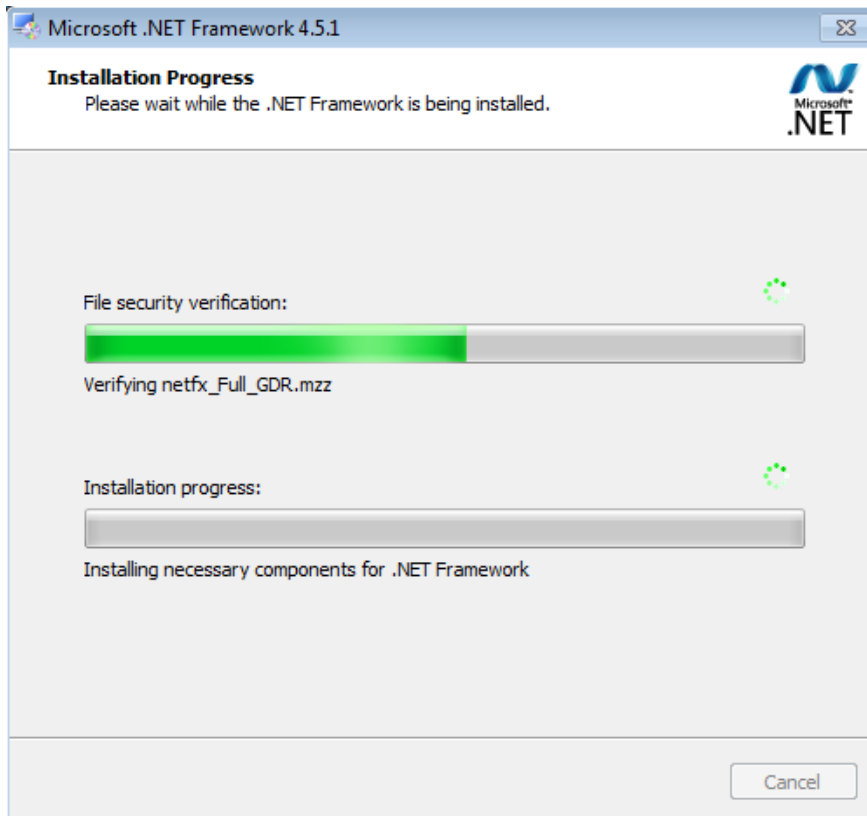 Microsoft .NET Framework 4.5.1
Installation Progress
Please wait while the .NET Framework is being installed.
Microsoft®
.NET
File security verification:
Verifying netfx_Full_GDR.mzz
Installation progress:
Installing necessary components for .NET Framework
Cancel